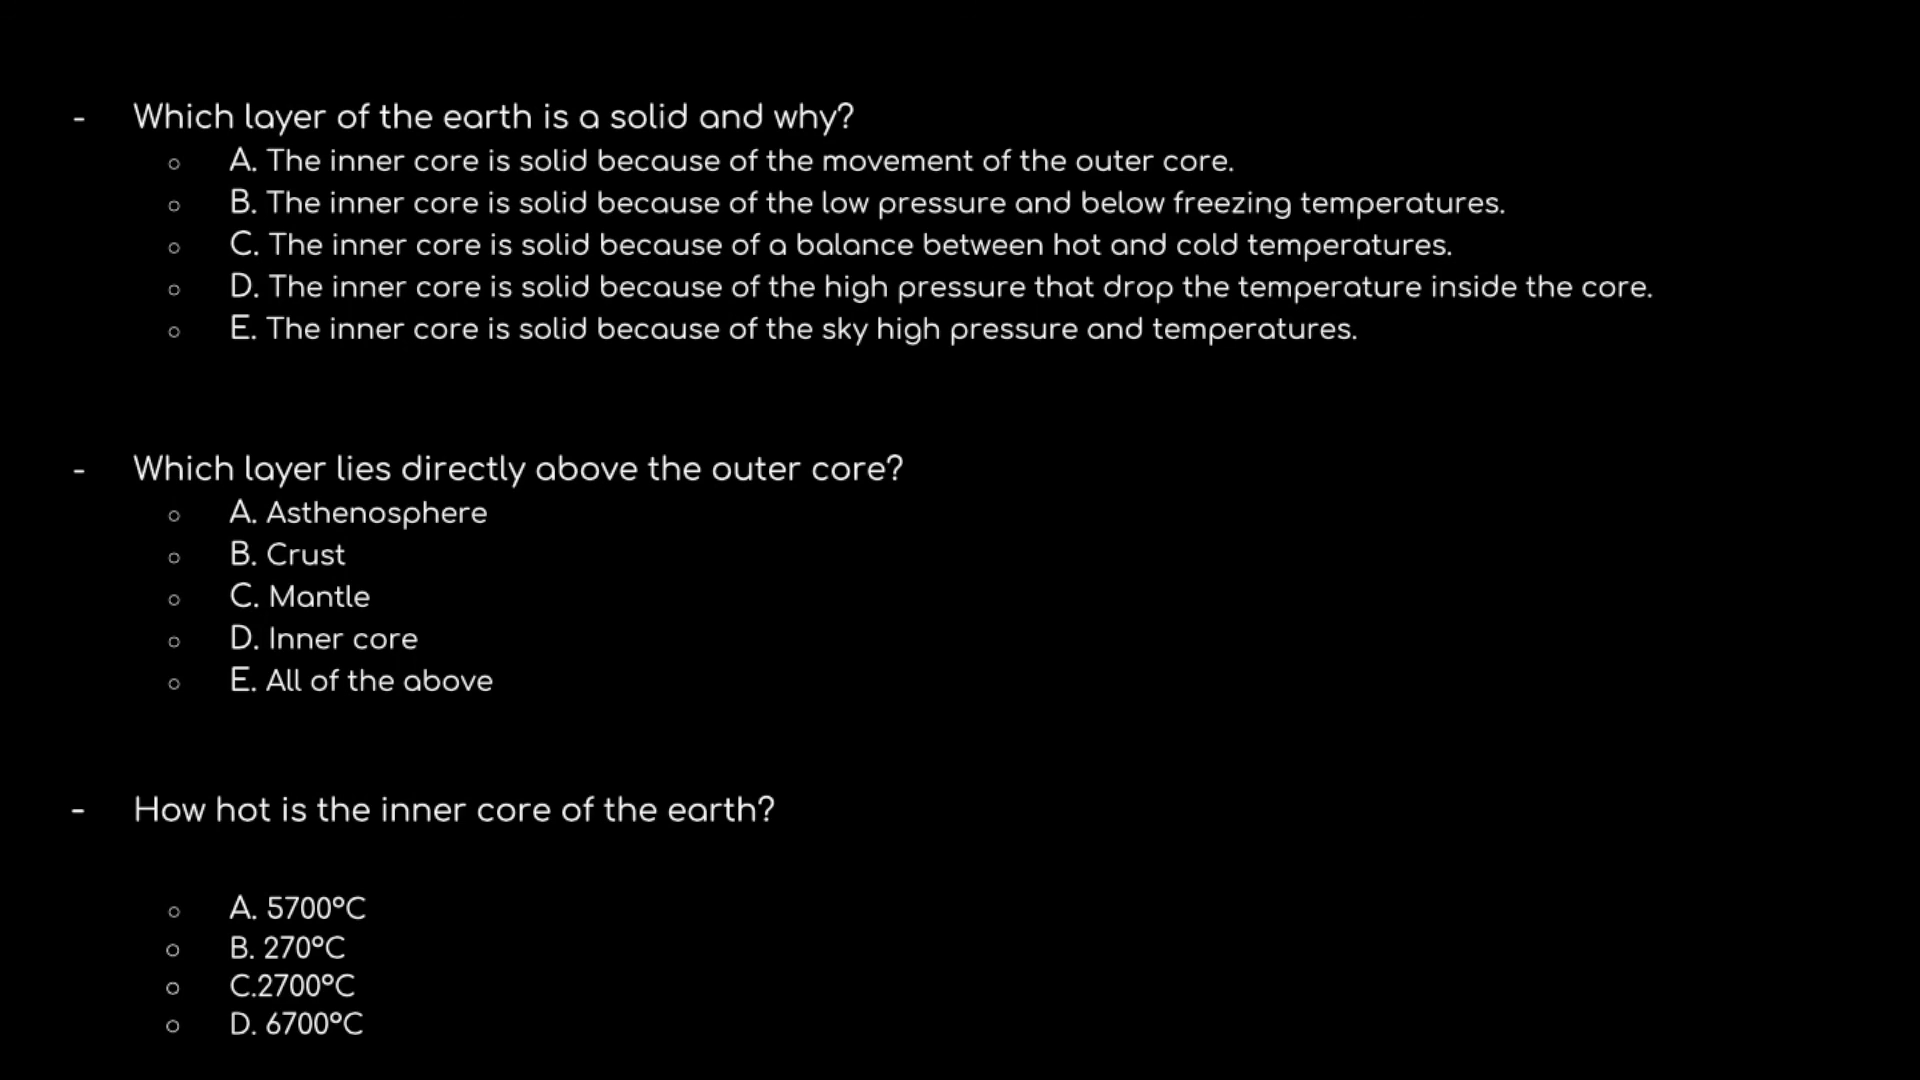 - Which layer of the earth is a solid and why?
○ A. The inner core is solid because of the movement of the outer core.
○ B. The inner core is solid because of the low pressure and below freezing temperatures.
○ C. The inner core is solid because of a balance between hot and cold temperatures.
○ D. The inner core is solid because of the high pressure that drop the temperature inside the core.
○ E. The inner core is solid because of the sky high pressure and temperatures.
- Which layer lies directly above the outer core?
○ A. Asthenosphere
○ B. Crust
○ C. Mantle
○ D. Inner core
○ E. All of the above
- How hot is the inner core of the earth?
○ A. 5700°C
○ B. 270°C
○ C.2700°C
○ D. 6700°C